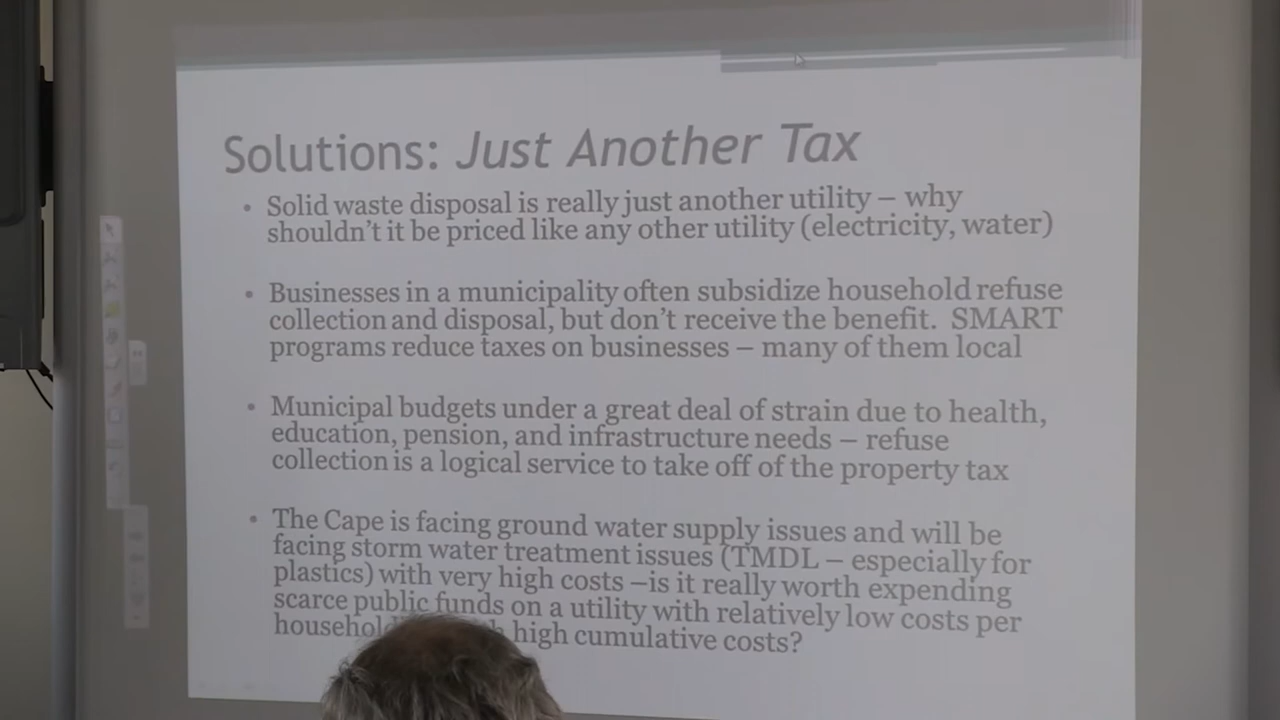 Solutions: Just Another Tax
• Solid waste disposal is really just another utility – why
shouldn't it be priced like any other utility (electricity, water)
• Businesses in a municipality often subsidize household refuse
collection and disposal, but don't receive the benefit. SMART
programs reduce taxes on businesses – many of them local
• Municipal budgets under a great deal of strain due to health,
education, pension, and infrastructure needs – refuse
collection is a logical service to take off of the property tax
• The Cape is facing ground water supply issues and will be
facing storm water treatment issues (TMDL – especially for
plastics) with very high costs –is it really worth expending
scarce public funds on a utility with relatively low costs per
high cumulative costs?